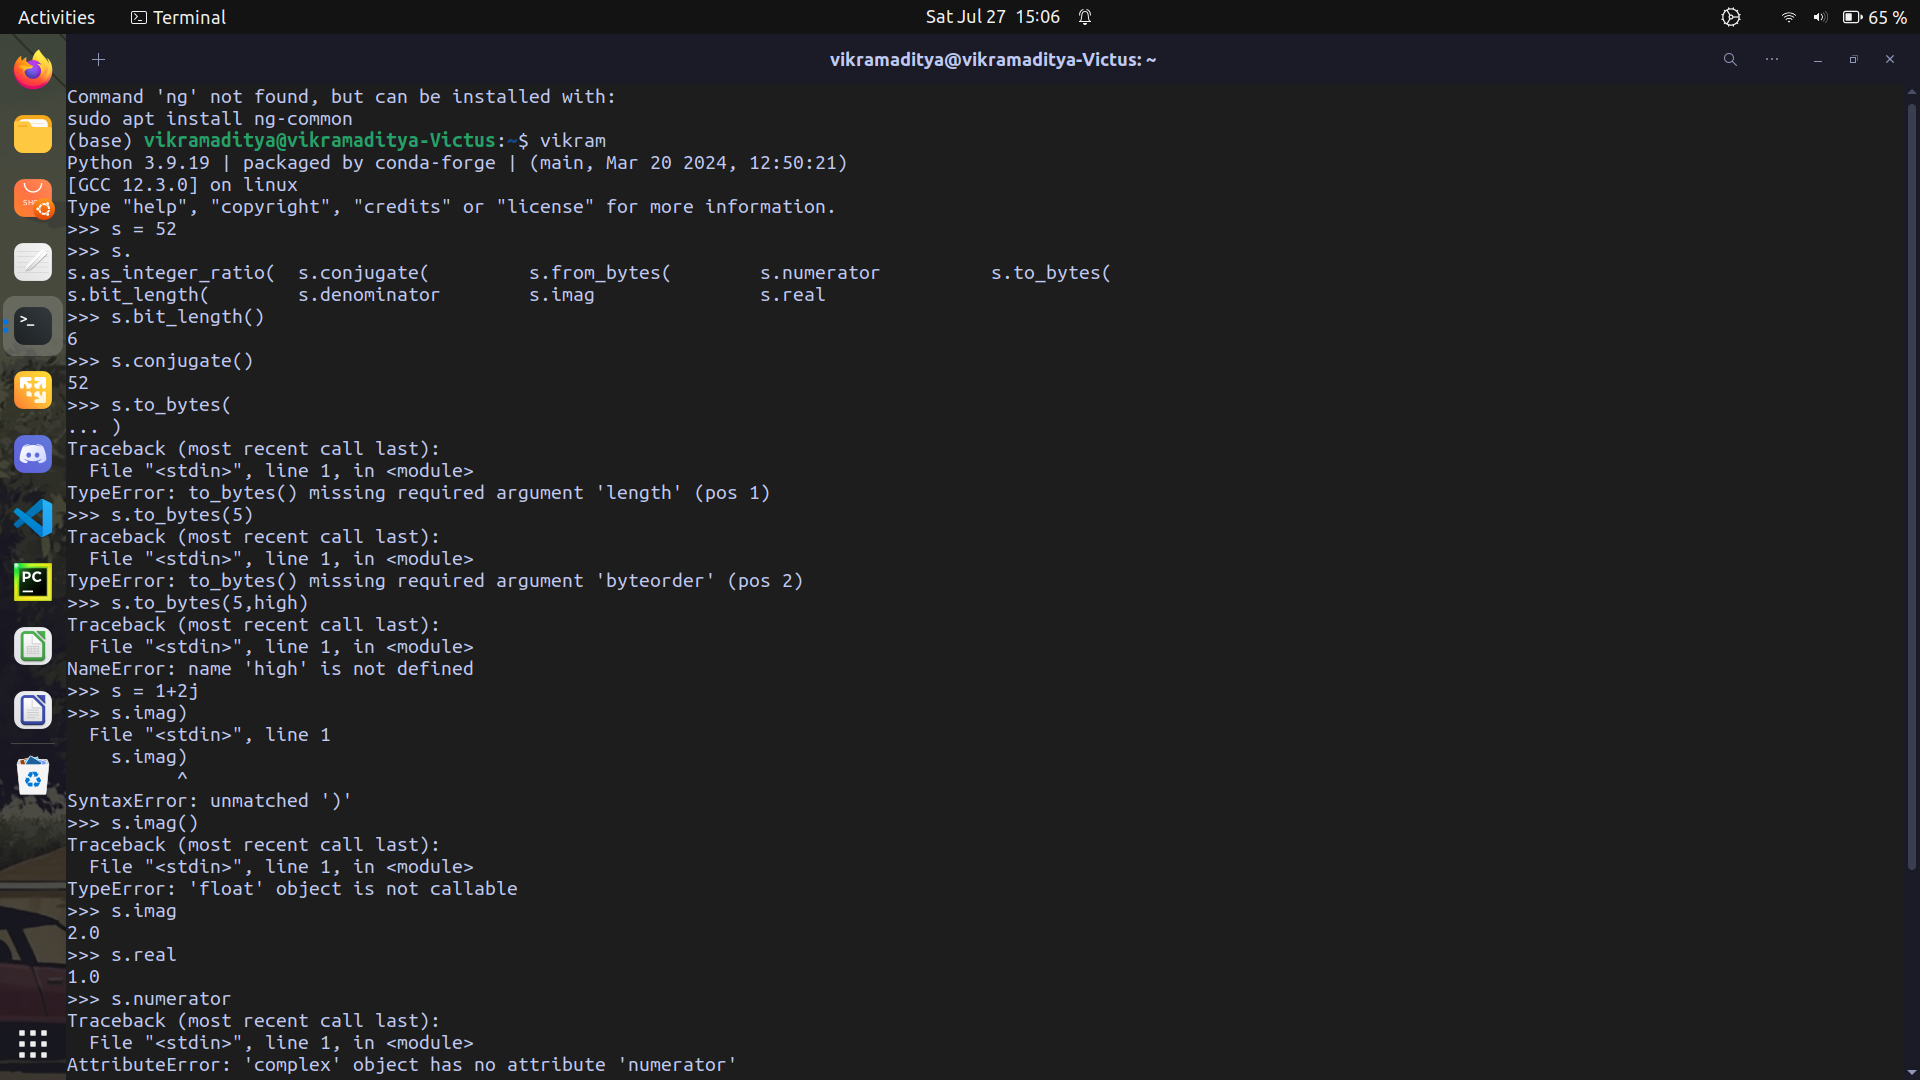 Activities
Terminal
Sat Jul 27 15:06
65 %
vikramaditya@vikramaditya-Victus: ~
Command 'ng' not found, but can be installed with:
sudo apt install ng-common
(base) vikramaditya@vikramaditya-Victus:~$ vikram
Python 3.9.19 | packaged by conda-forge | (main, Mar 20 2024, 12:50:21)
[GCC 12.3.0] on linux
Type "help", "copyright", "credits" or "license" for more information.
>>> s = 52
>>> s.
s.as_integer_ratio(  s.conjugate(         s.from_bytes(        s.numerator          s.to_bytes(
s.bit_length(        s.denominator        s.imag               s.real
>>> s.bit_length()
6
>>> s.conjugate()
52
>>> s.to_bytes(
... )
Traceback (most recent call last):
  File "<stdin>", line 1, in <module>
TypeError: to_bytes() missing required argument 'length' (pos 1)
>>> s.to_bytes(5)
Traceback (most recent call last):
  File "<stdin>", line 1, in <module>
TypeError: to_bytes() missing required argument 'byteorder' (pos 2)
>>> s.to_bytes(5,high)
Traceback (most recent call last):
  File "<stdin>", line 1, in <module>
NameError: name 'high' is not defined
>>> s = 1+2j
>>> s.imag)
  File "<stdin>", line 1
    s.imag)
          ^
SyntaxError: unmatched ')'
>>> s.imag()
Traceback (most recent call last):
  File "<stdin>", line 1, in <module>
TypeError: 'float' object is not callable
>>> s.imag
2.0
>>> s.real
1.0
>>> s.numerator
Traceback (most recent call last):
  File "<stdin>", line 1, in <module>
AttributeError: 'complex' object has no attribute 'numerator'
>_
PC